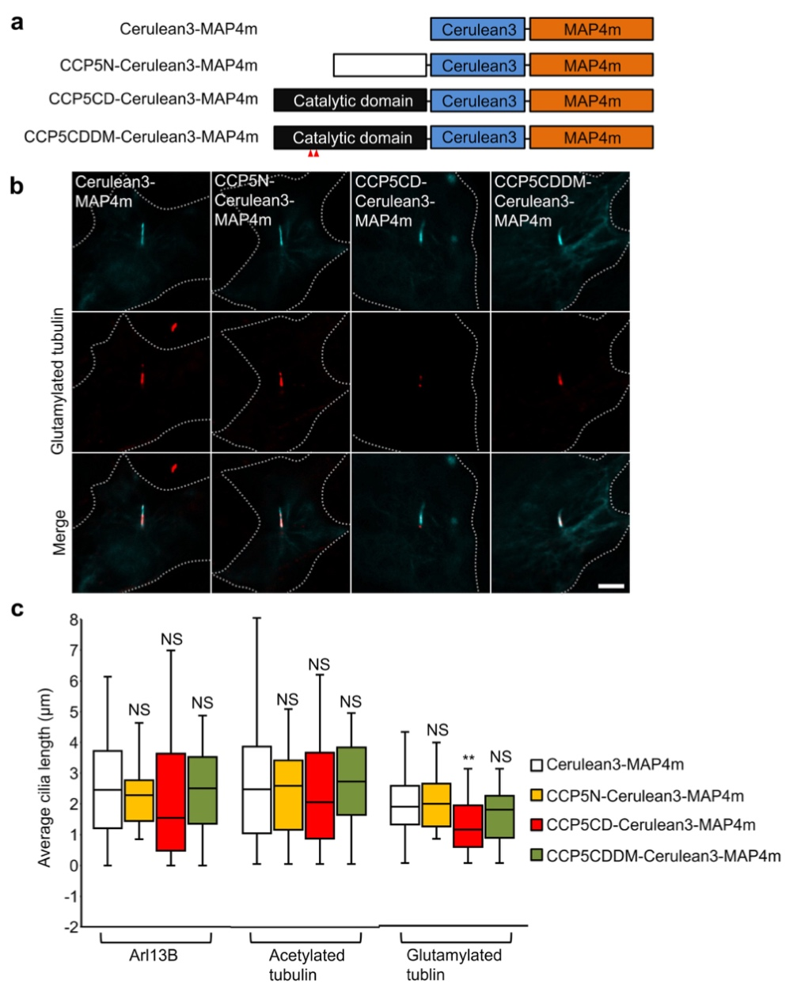 a
Cerulean3-MAP4m
Cerulean3
MAP4m
CCP5N-Cerulean3-MAP4m
Cerulean3
MAP4m
CCP5CD-Cerulean3-MAP4m
Catalytic domain
Cerulean3
MAP4m
CCP5CDDM-Cerulean3-MAP4m
Catalytic domain
Cerulean3
MAP4m
b
Cerulean3-
MAP4m
CCP5N-
Cerulean3-
MAP4m
CCP5CD-
Cerulean3-
MAP4m
CCP5CDDM-
Cerulean3-
MAP4m
Glutamylated tubulin
Merge
c
Average cilia length (μm)
8
7
6
5
4
3
2
1
0
-1
-2
NS
NS
NS
NS
NS
NS
NS
**
NS
Arl13B
Acetylated
tubulin
Glutamylated
tublin
Cerulean3-MAP4m
CCP5N-Cerulean3-MAP4m
CCP5CD-Cerulean3-MAP4m
CCP5CDDM-Cerulean3-MAP4m